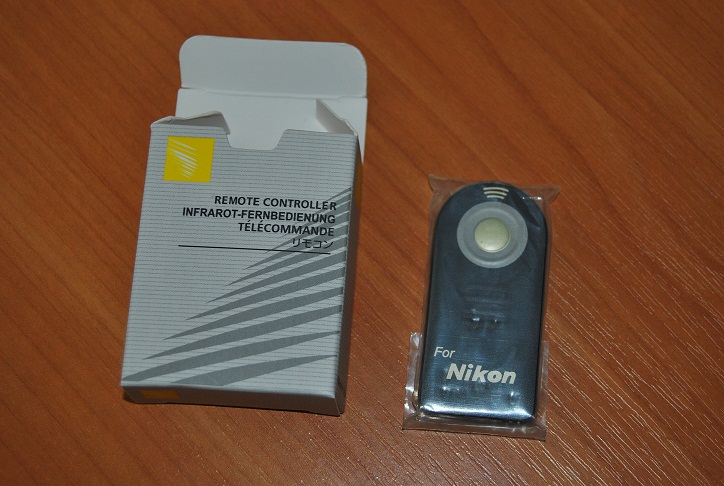 REMOTE CONTROLLER
INFRAROT-FERNBEDIENUNG
TÉLÉCOMMANDE
リモコン
For
Nikon